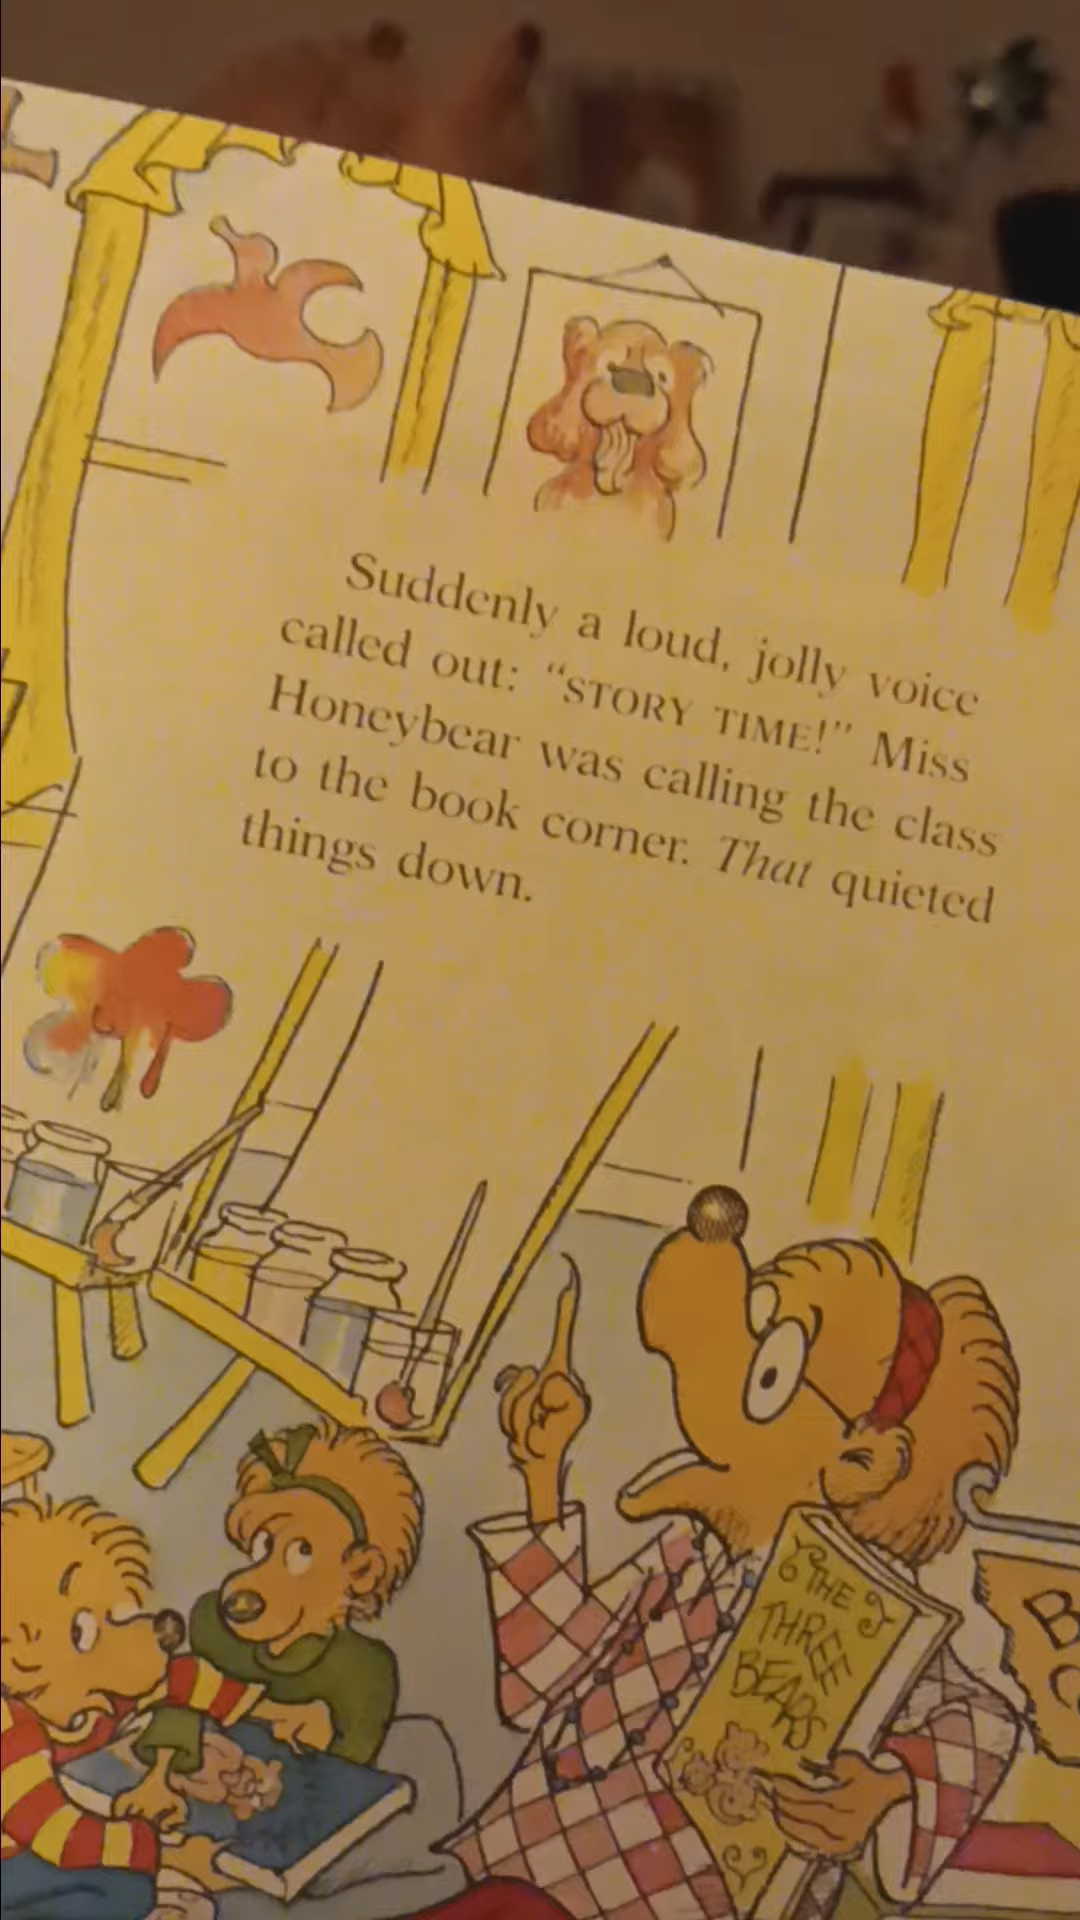 Suddenly a loud, jolly voice
called out: “STORY TIME!” Miss
Honeybear was calling the class
to the book corner. That quieted
things down.
THE
THREE
BEARS